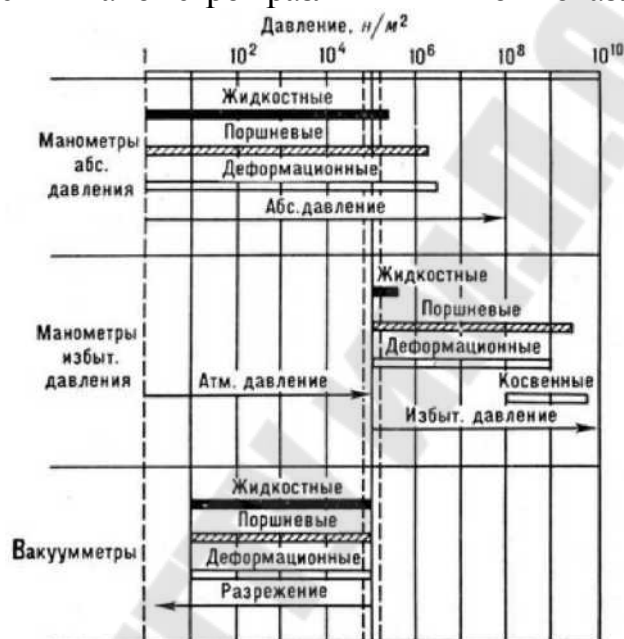 Давление, н/м²
1 10² 10⁴ 10⁶ 10⁸ 10¹⁰
Жидкостные
Поршневые
Манометры
абс.
давления
Деформационные
Абс. давление
Жидкостные
Поршневые
Манометры
избыт.
давления
Деформационные
Атм. давление
Косвенные
Избыт. давление
Жидкостные
Поршневые
Вакуумметры
Деформационные
Разрежение